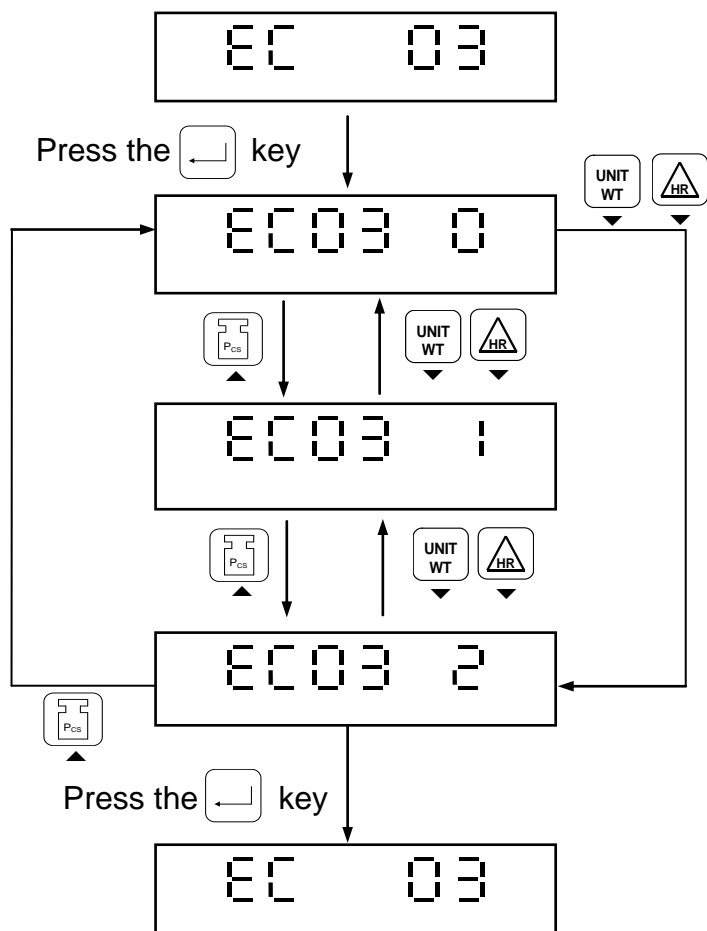 EC 03
Press the key
UNIT WT HR
EC03 0
Pcs UNIT WT HR
EC03 1
Pcs UNIT WT HR
EC03 2
Pcs
Press the key
EC 03